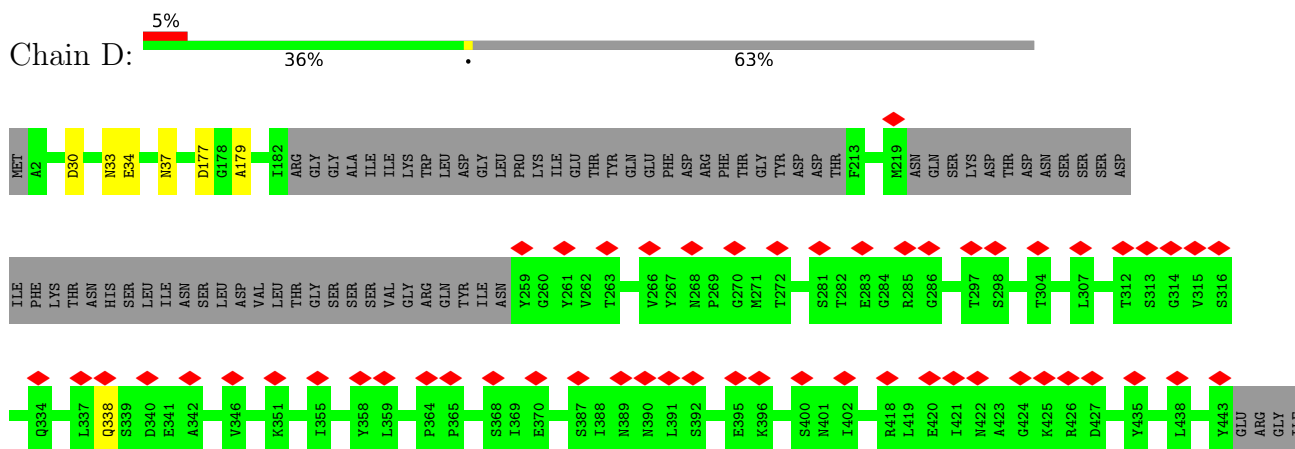 5%
Chain D:
36% • 63%
MET A2 D30 N33 E34 N37 D177 G178 A179 I182 ARG GLY GLY ALA ILE ILE LYS TRP LEU ASP GLY LEU PRO LYS ILE GLU THR TYR GLN GLU PHE ASP ARG PHE THR GLY TYR ASP ASP THR F213 M219 ASN GLN SER LYS ASP THR ASP ASN SER SER SER ASP
ILE PHE LYS THR ASN HIS SER LEU ILE ASN SER LEU ASP VAL LEU THR GLY SER SER SER VAL GLY ARG GLN TYR ILE ASN Y259 G260 Y261 V262 T263 V266 Y267 N268 P269 G270 M271 T272 S281 T282 E283 G284 R285 G286 T297 S298 T304 L307 T312 S313 G314 V315 S316
Q334 L337 Q338 S339 D340 E341 A342 V346 K351 I355 Y358 L359 P364 P365 S368 I369 E370 S387 I388 N389 N390 L391 S392 E395 K396 S400 N401 I402 R418 L419 E420 I421 N422 A423 G424 K425 R426 D427 Y435 L438 Y443 GLU ARG GLY